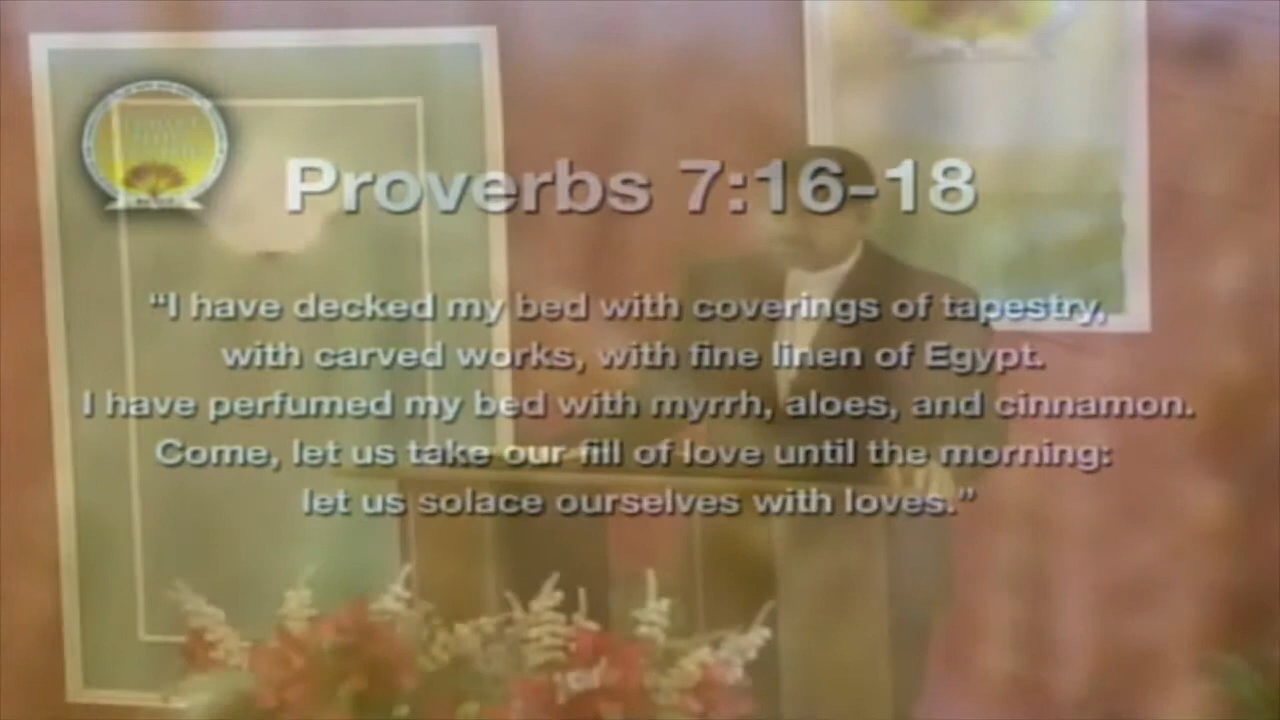 Proverbs 7:16-18
“I have decked my bed with coverings of tapestry,
with carved works, with fine linen of Egypt.
I have perfumed my bed with myrrh, aloes, and cinnamon.
Come, let us take our fill of love until the morning:
let us solace ourselves with loves.”